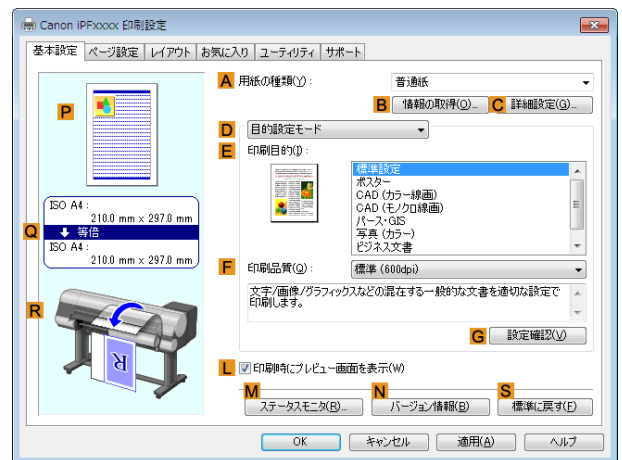 Canon iPFxxxx 印刷設定
基本設定 ページ設定 レイアウト お気に入り ユーティリティ サポート
A 用紙の種類(Y): 普通紙
B 情報の取得(O)... C 詳細設定(G)...
P
D 目的設定モード
E 印刷目的(I):
標準設定
ポスター
CAD (カラー線画)
CAD (モノクロ線画)
パース・GIS
写真 (カラー)
ビジネス文書
ISO A4 :
210.0 mm x 297.0 mm
Q 等倍
ISO A4 :
210.0 mm x 297.0 mm
F 印刷品質(Q): 標準 (600dpi)
文字/画像/グラフィックスなどの混在する一般的な文書を適切な設定で
印刷します。
R
R
G 設定確認(V)
L 印刷時にプレビュー画面を表示(W)
M N S
ステータスモニタ(R)... バージョン情報(B) 標準に戻す(F)
OK キャンセル 適用(A) ヘルプ